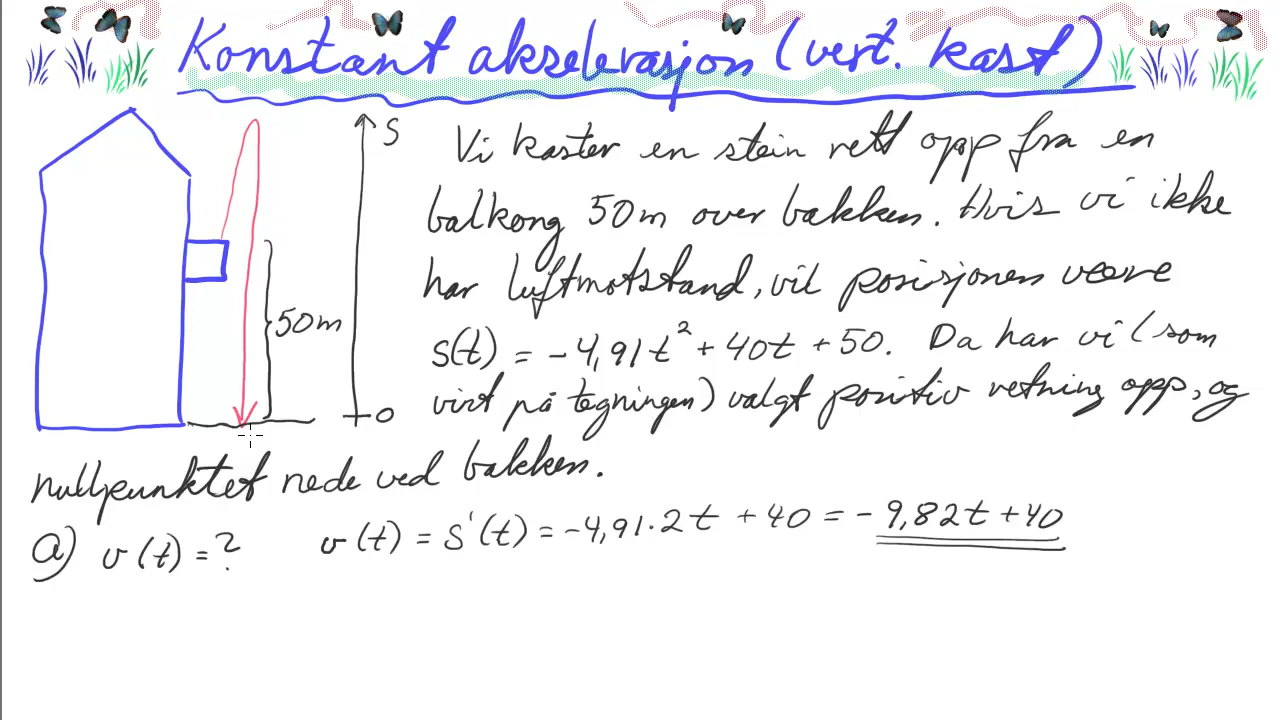 Konstant akselerasjon (vert. kast)
S
50m
0
Vi kaster en stein rett opp fra en
balkong 50m over bakken. Hvis vi ikke
har luftmotstand, vil posisjonen være
s(t) = -4,91t² + 40t + 50. Da har vi (som
vist på tegningen) valgt positiv retning opp, og
nullpunktet nede ved bakken.
a) v(t) = ? v(t) = s'(t) = -4,91·2t + 40 = -9,82t + 40